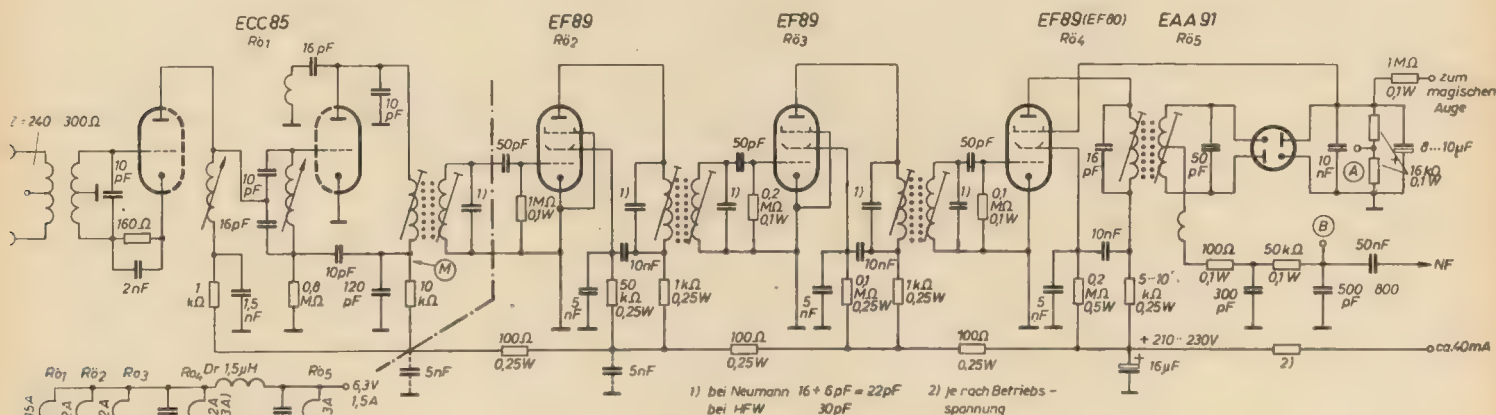 ECC85
Rö1
EF89
Rö2
EF89
Rö3
EF89(EF80)
Rö4
EAA91
Rö5
16pF
10
pF
240 300Ω
10
pF
160Ω
2nF
10
pF
16pF
1
kΩ
1,5
nF
0,8
MΩ
10pF
120
pF
M
10
kΩ
50pF
1)
1MΩ
0,1W
1)
5
nF
10nF
50
kΩ
0,25W
1kΩ
0,25W
50pF
1)
0,2
MΩ
0,1W
1)
5
nF
10nF
0,1
MΩ
0,25W
1kΩ
0,25W
50pF
1)
0,1
MΩ
0,1W
5
nF
10nF
0,2
MΩ
0,5W
16
pF
5-10
kΩ
0,25W
50
pF
10
nF
1MΩ
0,1W
zum
magischen
Auge
A
8...10µF
16kΩ
0,1W
B
100Ω
0,1W
300
pF
50kΩ
0,1W
500
pF
50nF
800
NF
100Ω
0,25W
100Ω
0,25W
100Ω
0,25W
5nF
5nF
+ 210-230V
16µF
2)
ca.40mA
Rö1 Rö2 Rö3 Rö4 Dr 1,5µH Rö5
6,3V
1,5A
1) bei Neumann 16+6pF = 22pF
bei HFW 30pF
2) je nach Betriebs-
spannung